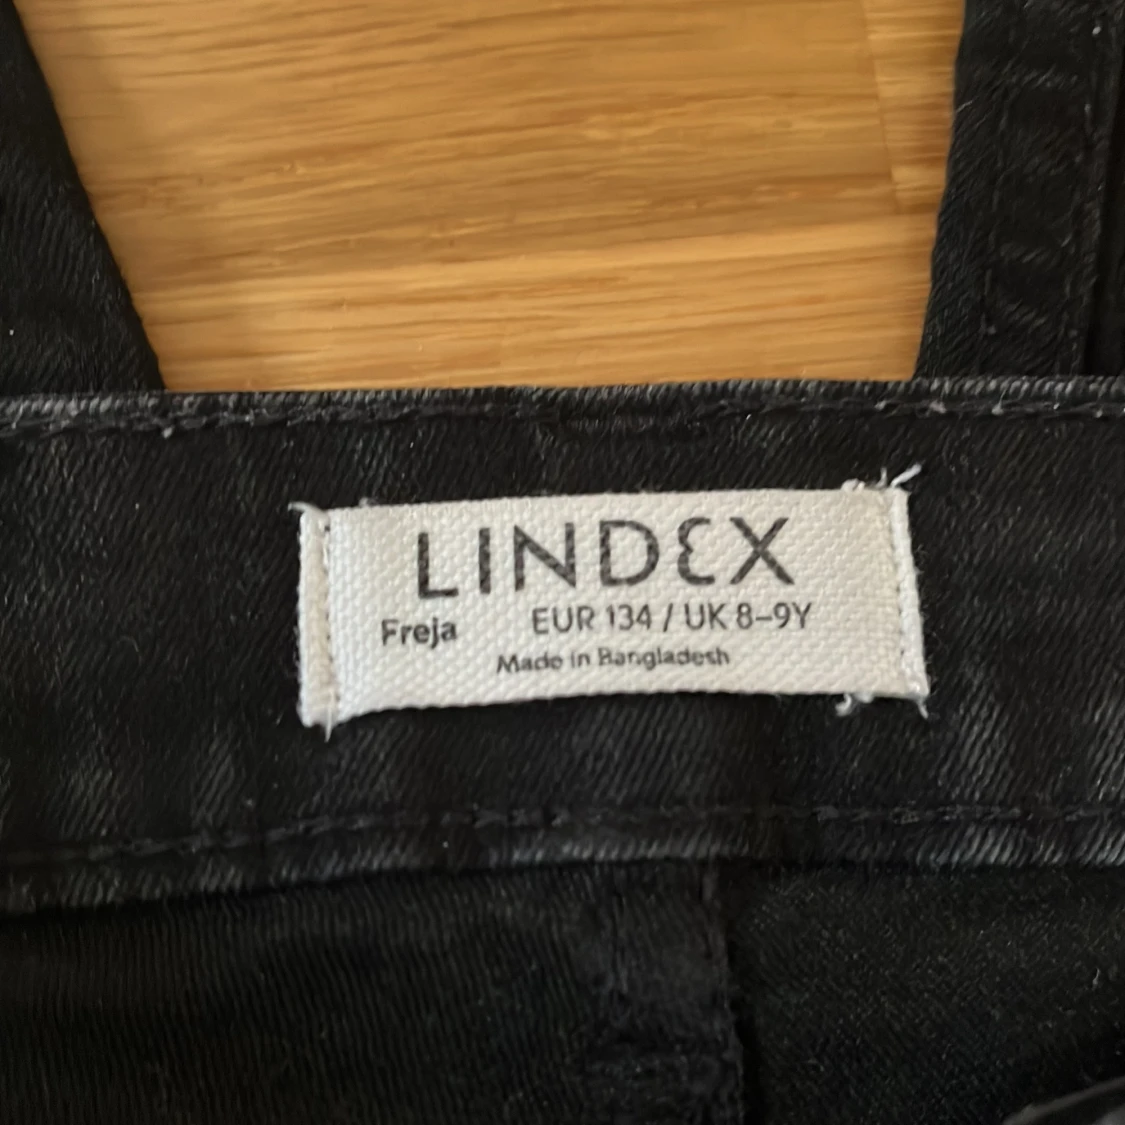 LINDEX
Freja EUR 134 / UK 8–9Y
Made in Bangladesh